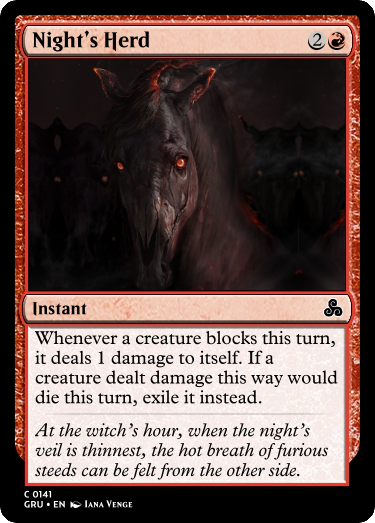 Night's Herd 2
Instant
Whenever a creature blocks this turn,
it deals 1 damage to itself. If a
creature dealt damage this way would
die this turn, exile it instead.
At the witch's hour, when the night's
veil is thinnest, the hot breath of furious
steeds can be felt from the other side.
C 0141
GRU • EN Iana Venge